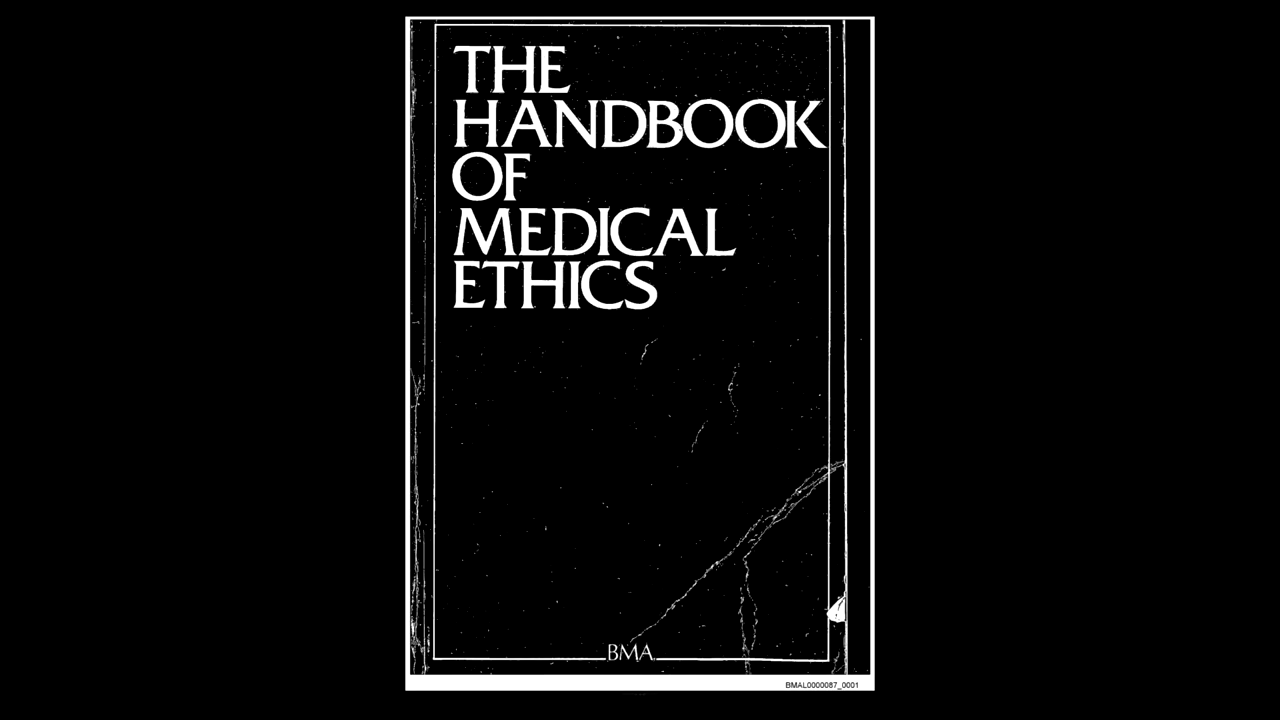 THE
HANDBOOK
OF
MEDICAL
ETHICS
BMA
BMAL0000087_0001